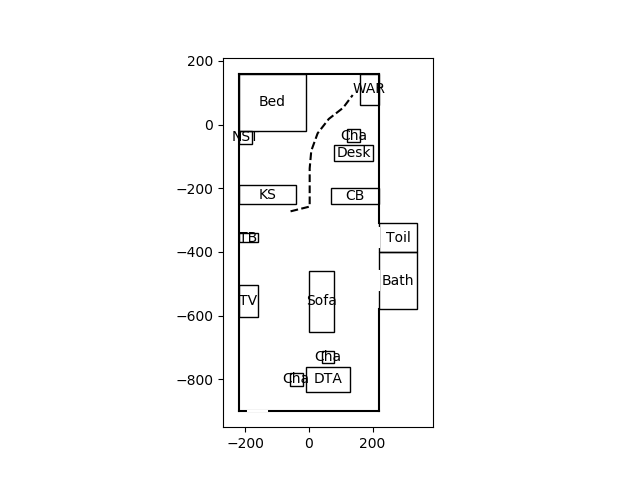 200
WAR
Bed
0
NST
Cha
Desk
−200
KS
CB
TB
Toil
−400
Bath
TV
Sofa
−600
Cha
Cha
DTA
−800
−200
0
200